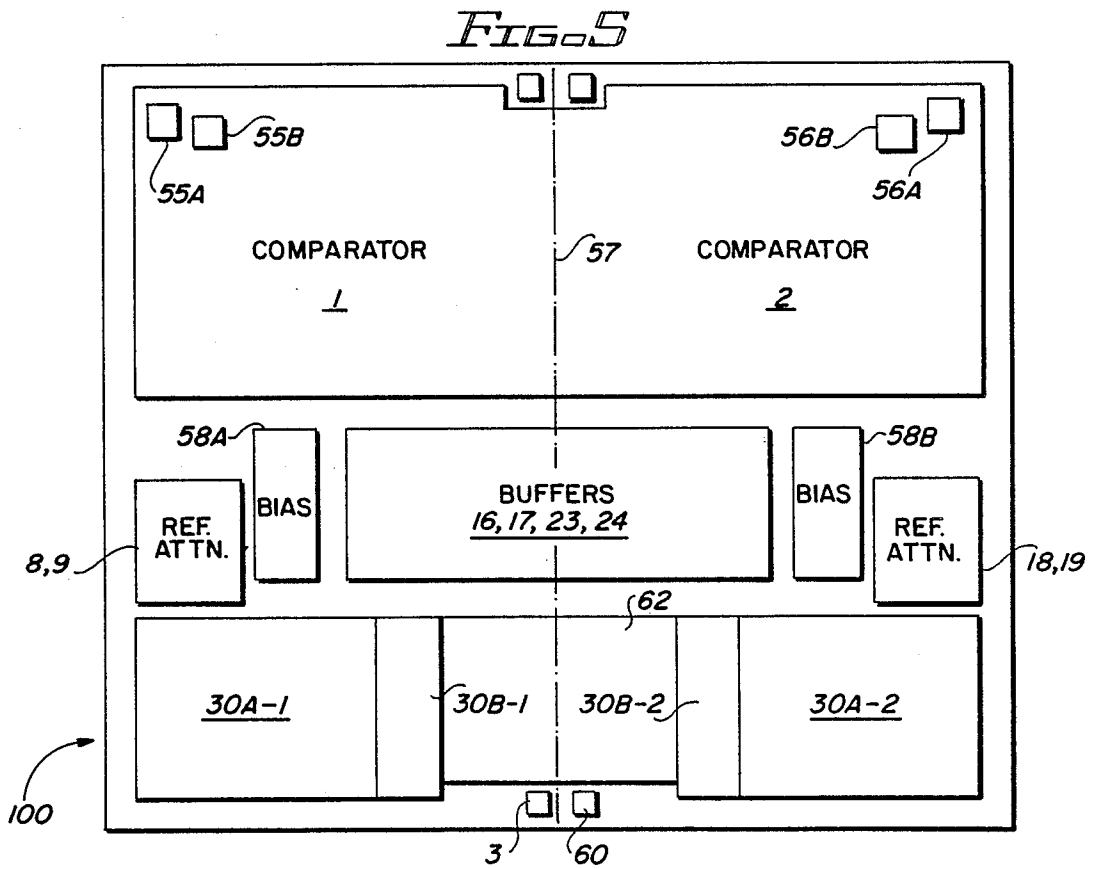 FIG.5
55B
56B
55A
56A
COMPARATOR
1
57
COMPARATOR
2
58A
58B
BIAS
BUFFERS
16, 17, 23, 24
BIAS
REF.
ATTN.
REF.
ATTN.
8,9
18,19
62
30A-1
30B-1
30B-2
30A-2
100
3
60